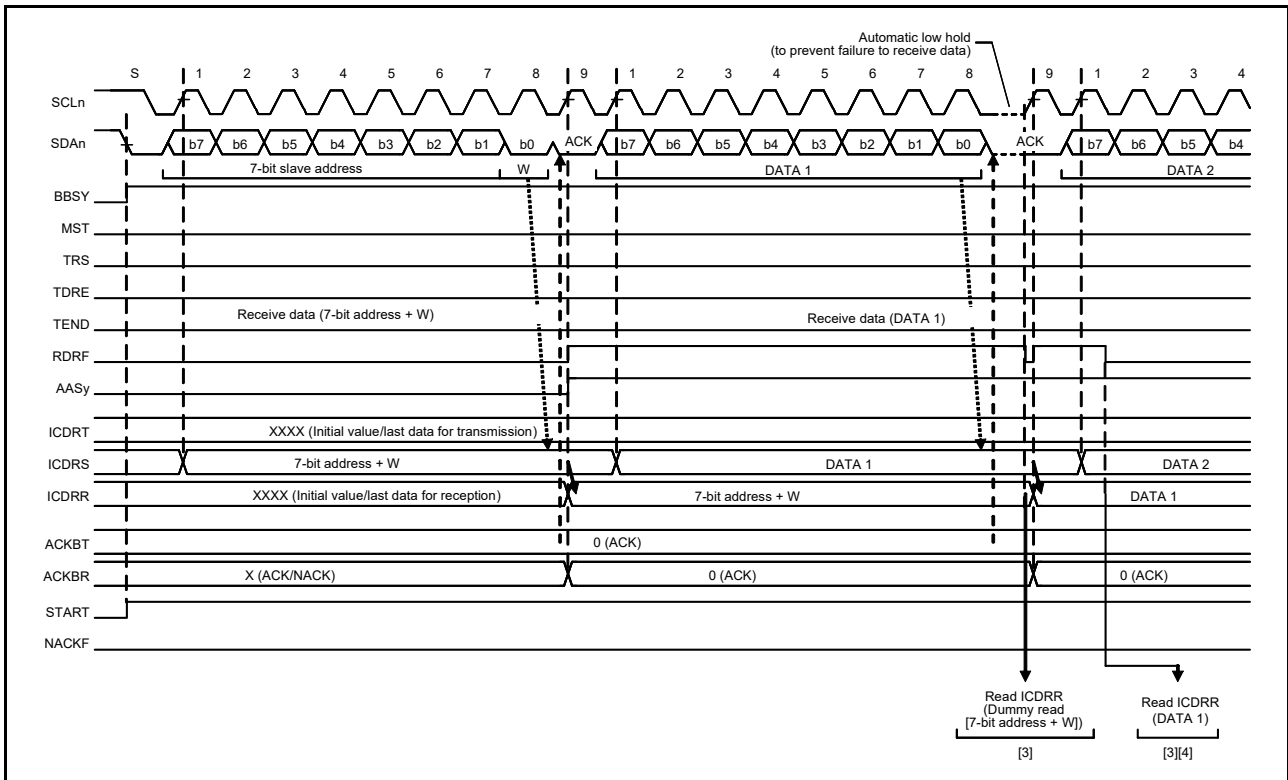 Automatic low hold
(to prevent failure to receive data)
S 1 2 3 4 5 6 7 8 9 1 2 3 4 5 6 7 8 9 1 2 3 4
SCLn
SDAn b7 b6 b5 b4 b3 b2 b1 b0 ACK b7 b6 b5 b4 b3 b2 b1 b0 ACK b7 b6 b5 b4
7-bit slave address W DATA 1 DATA 2
BBSY
MST
TRS
TDRE
Receive data (7-bit address + W) Receive data (DATA 1)
TEND
RDRF
AASy
ICDRT XXXX (Initial value/last data for transmission)
ICDRS 7-bit address + W DATA 1 DATA 2
ICDRR XXXX (Initial value/last data for reception) 7-bit address + W DATA 1
ACKBT 0 (ACK)
ACKBR X (ACK/NACK) 0 (ACK) 0 (ACK)
START
NACKF
Read ICDRR
(Dummy read
[7-bit address + W])
[3]
Read ICDRR
(DATA 1)
[3][4]